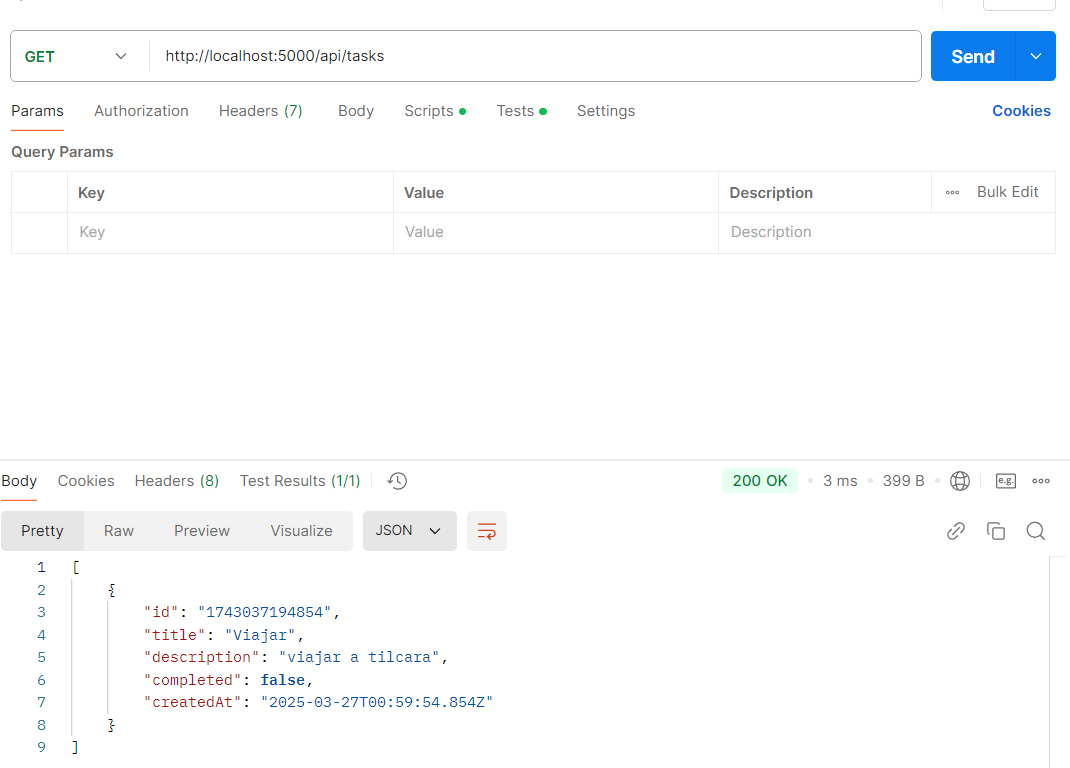 GET http://localhost:5000/api/tasks Send
Params Authorization Headers (7) Body Scripts Tests Settings Cookies
Query Params
Key Value Description Bulk Edit
Key Value Description
Body Cookies Headers (8) Test Results (1/1) 200 OK 3 ms 399 B e.g.
Pretty Raw Preview Visualize JSON
1 [
2 {
3 "id": "1743037194854",
4 "title": "Viajar",
5 "description": "viajar a tilcara",
6 "completed": false,
7 "createdAt": "2025-03-27T00:59:54.854Z"
8 }
9 ]